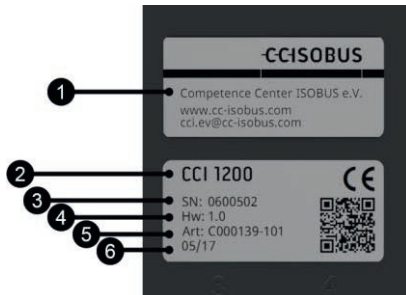 CCISOBUS
1
Competence Center ISOBUS e.V.
www.cc-isobus.com
cci.ev@cc-isobus.com
2
CCI 1200
CE
3
SN: 0600502
4
Hw: 1.0
5
Art: C000139-101
6
05/17